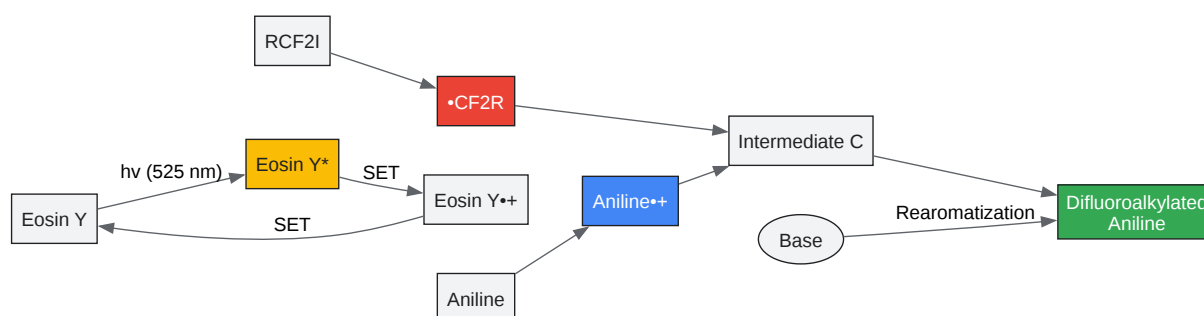 RCF2I
•CF2R
Intermediate C
hv (525 nm)
Eosin Y*
SET
Eosin Y•+
Eosin Y
SET
Aniline•+
Aniline
Rearomatization
Base
Difluoroalkylated
Aniline